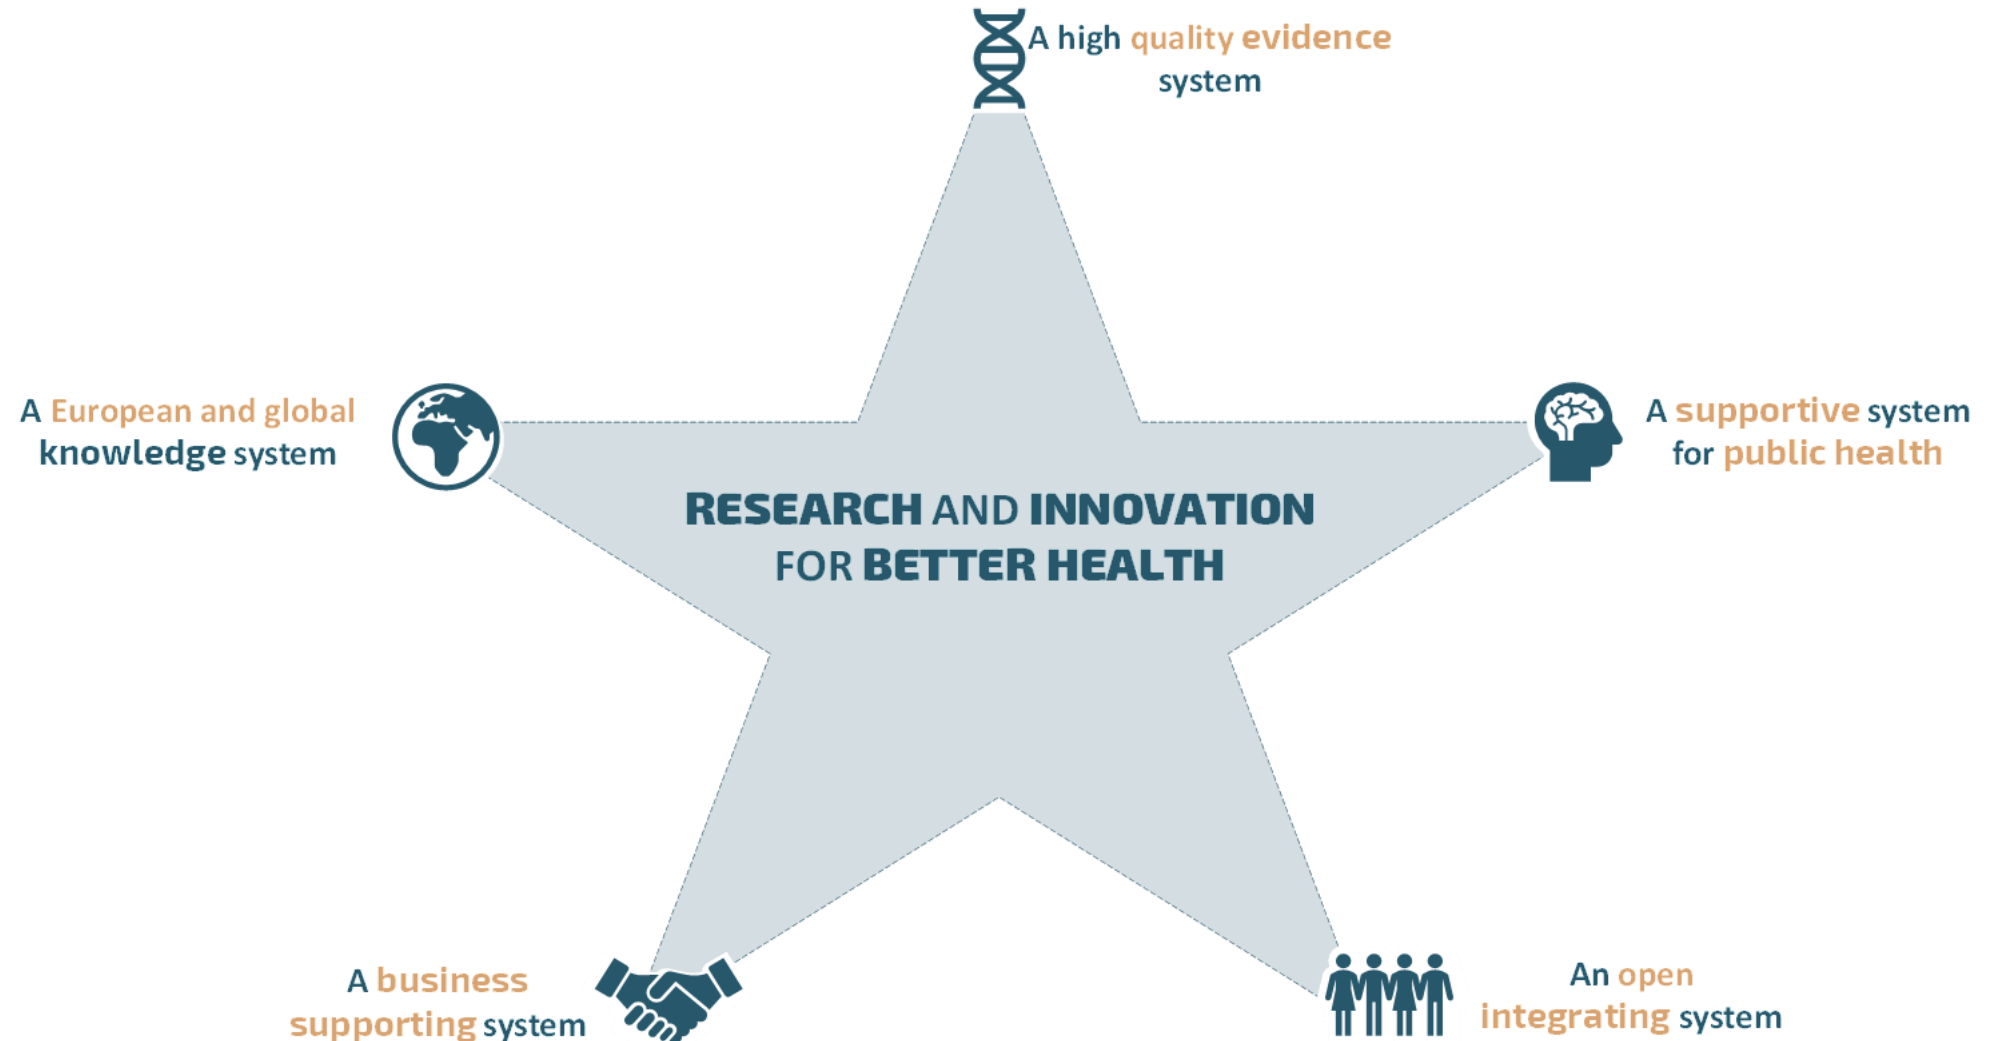 A high quality evidence
system
A European and global
knowledge system
A supportive system
for public health
RESEARCH AND INNOVATION
FOR BETTER HEALTH
A business
supporting system
An open
integrating system